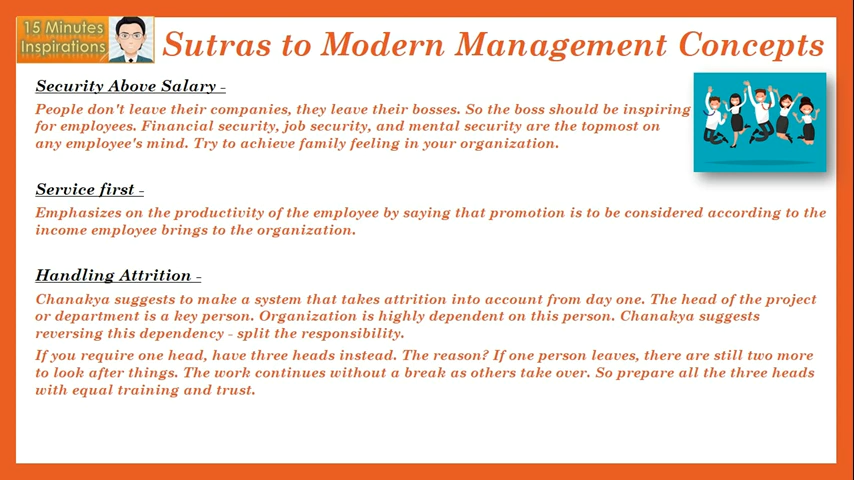 15 Minutes
Inspirations
Sutras to Modern Management Concepts
Security Above Salary -
People don't leave their companies, they leave their bosses. So the boss should be inspiring
for employees. Financial security, job security, and mental security are the topmost on
any employee's mind. Try to achieve family feeling in your organization.
Service first -
Emphasizes on the productivity of the employee by saying that promotion is to be considered according to the
income employee brings to the organization.
Handling Attrition -
Chanakya suggests to make a system that takes attrition into account from day one. The head of the project
or department is a key person. Organization is highly dependent on this person. Chanakya suggests
reversing this dependency - split the responsibility.
If you require one head, have three heads instead. The reason? If one person leaves, there are still two more
to look after things. The work continues without a break as others take over. So prepare all the three heads
with equal training and trust.